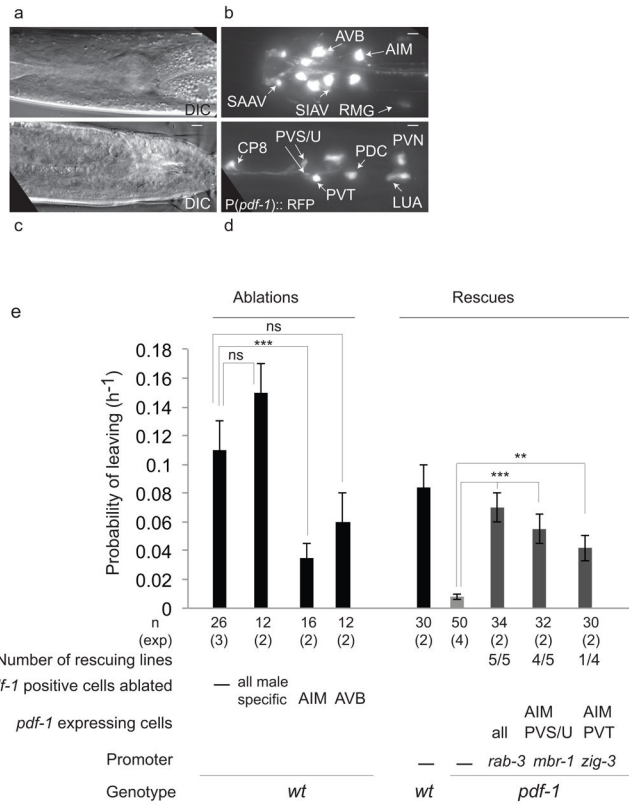 a
b
AVB
AIM
DIC
SAAV
SIAV
RMG
CP8
PVS/U
PDC
PVN
DIC
P(pdf-1):: RFP
PVT
LUA
c
d
e
Ablations
Rescues
ns
***
ns
**
***
Probability of leaving (h-1)
0.18
0.16
0.14
0.12
0.1
0.08
0.06
0.04
0.02
0
n 26 12 16 12 30 50 34 32 30
(exp) (3) (2) (2) (2) (2) (4) (2) (2) (2)
Number of rescuing lines 5/5 4/5 1/4
df-1 positive cells ablated — all male specific AIM AVB
pdf-1 expressing cells all AIM PVS/U AIM PVT
Promoter — — rab-3 mbr-1 zig-3
Genotype wt wt pdf-1